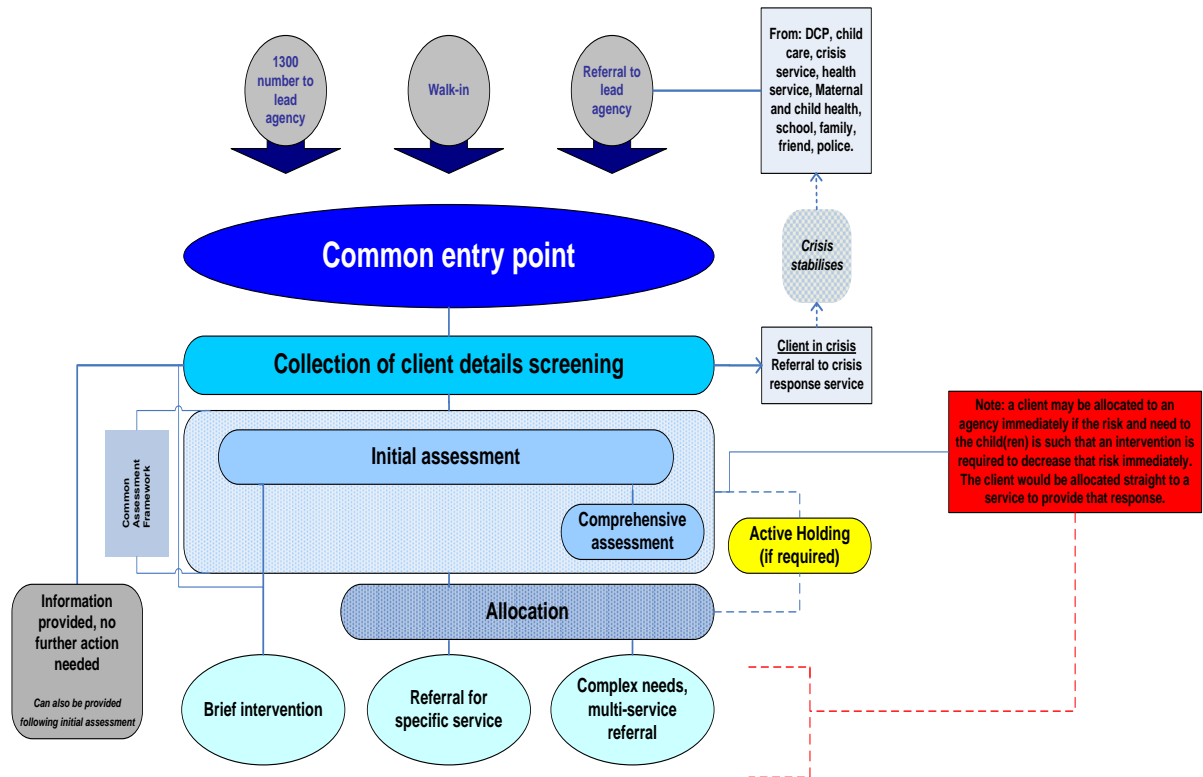 1300
number to
lead
agency
Walk-in
Referral to
lead
agency
From: DCP, child
care, crisis
service, health
service, Maternal
and child health,
school, family,
friend, police.
Common entry point
Crisis
stabilises
Collection of client details screening
Client in crisis
Referral to crisis
response service
Note: a client may be allocated to an
agency immediately if the risk and need to
the child(ren) is such that an intervention is
required to decrease that risk immediately.
The client would be allocated straight to a
service to provide that response.
Common
Assessment
Framework
Initial assessment
Comprehensive
assessment
Active Holding
(if required)
Information
provided, no
further action
needed
Can also be provided
following initial assessment
Allocation
Brief intervention
Referral for
specific service
Complex needs,
multi-service
referral